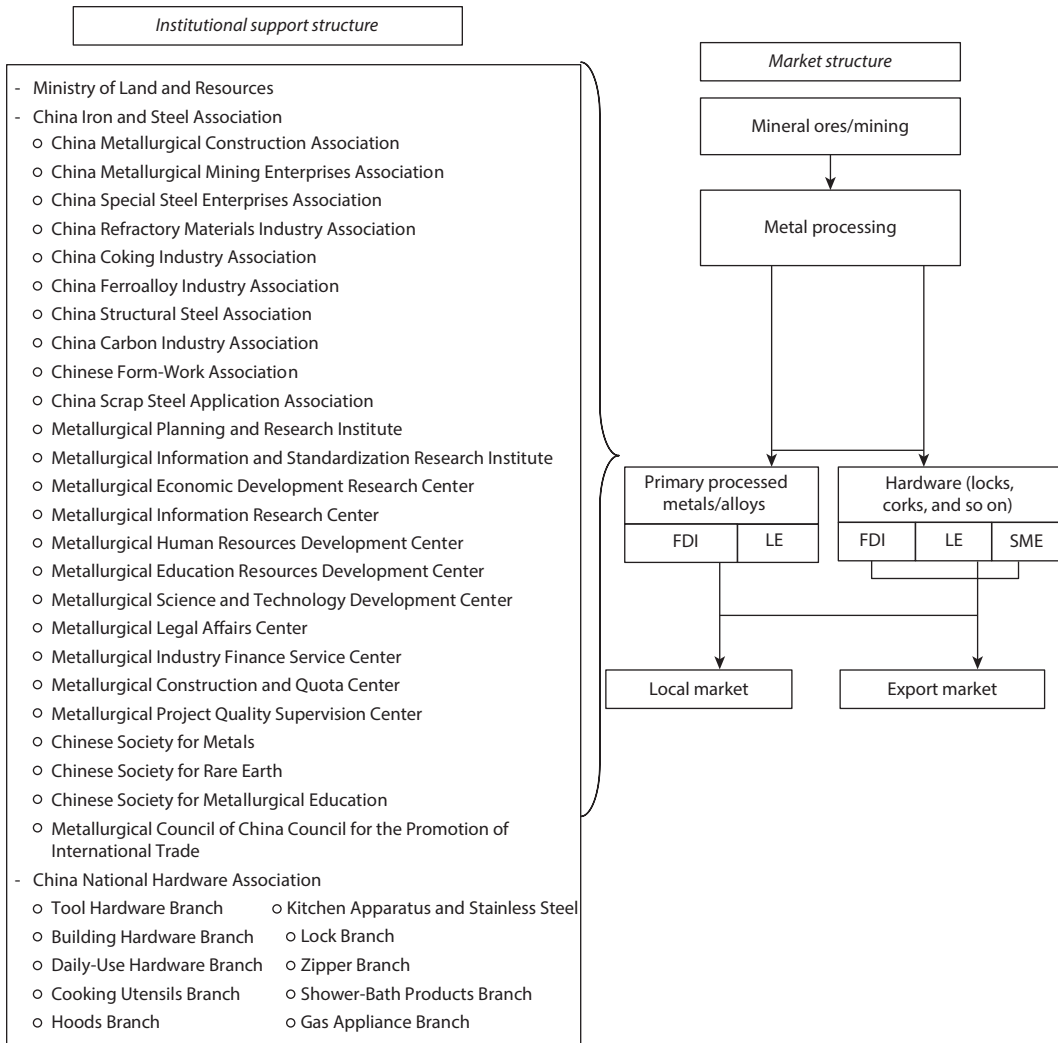 Institutional support structure
- Ministry of Land and Resources
- China Iron and Steel Association
o China Metallurgical Construction Association
o China Metallurgical Mining Enterprises Association
o China Special Steel Enterprises Association
o China Refractory Materials Industry Association
o China Coking Industry Association
o China Ferroalloy Industry Association
o China Structural Steel Association
o China Carbon Industry Association
o Chinese Form-Work Association
o China Scrap Steel Application Association
o Metallurgical Planning and Research Institute
o Metallurgical Information and Standardization Research Institute
o Metallurgical Economic Development Research Center
o Metallurgical Information Research Center
o Metallurgical Human Resources Development Center
o Metallurgical Education Resources Development Center
o Metallurgical Science and Technology Development Center
o Metallurgical Legal Affairs Center
o Metallurgical Industry Finance Service Center
o Metallurgical Construction and Quota Center
o Metallurgical Project Quality Supervision Center
o Chinese Society for Metals
o Chinese Society for Rare Earth
o Chinese Society for Metallurgical Education
o Metallurgical Council of China Council for the Promotion of
International Trade
- China National Hardware Association
o Tool Hardware Branch
o Building Hardware Branch
o Daily-Use Hardware Branch
o Cooking Utensils Branch
o Hoods Branch
o Kitchen Apparatus and Stainless Steel
o Lock Branch
o Zipper Branch
o Shower-Bath Products Branch
o Gas Appliance Branch
Market structure
Mineral ores/mining
Metal processing
Primary processed
metals/alloys
FDI LE
Hardware (locks,
corks, and so on)
FDI LE SME
Local market
Export market